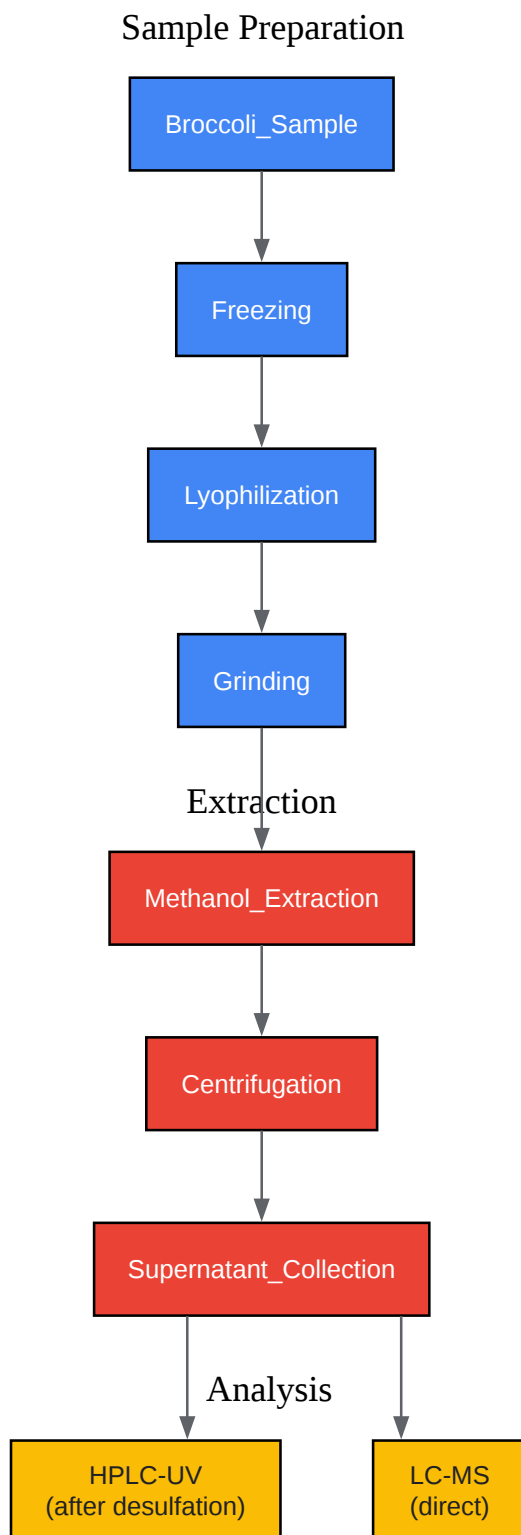 Sample Preparation
Broccoli_Sample
Freezing
Lyophilization
Grinding
Extraction
Methanol_Extraction
Centrifugation
Supernatant_Collection
Analysis
HPLC-UV
(after desulfation)
LC-MS
(direct)